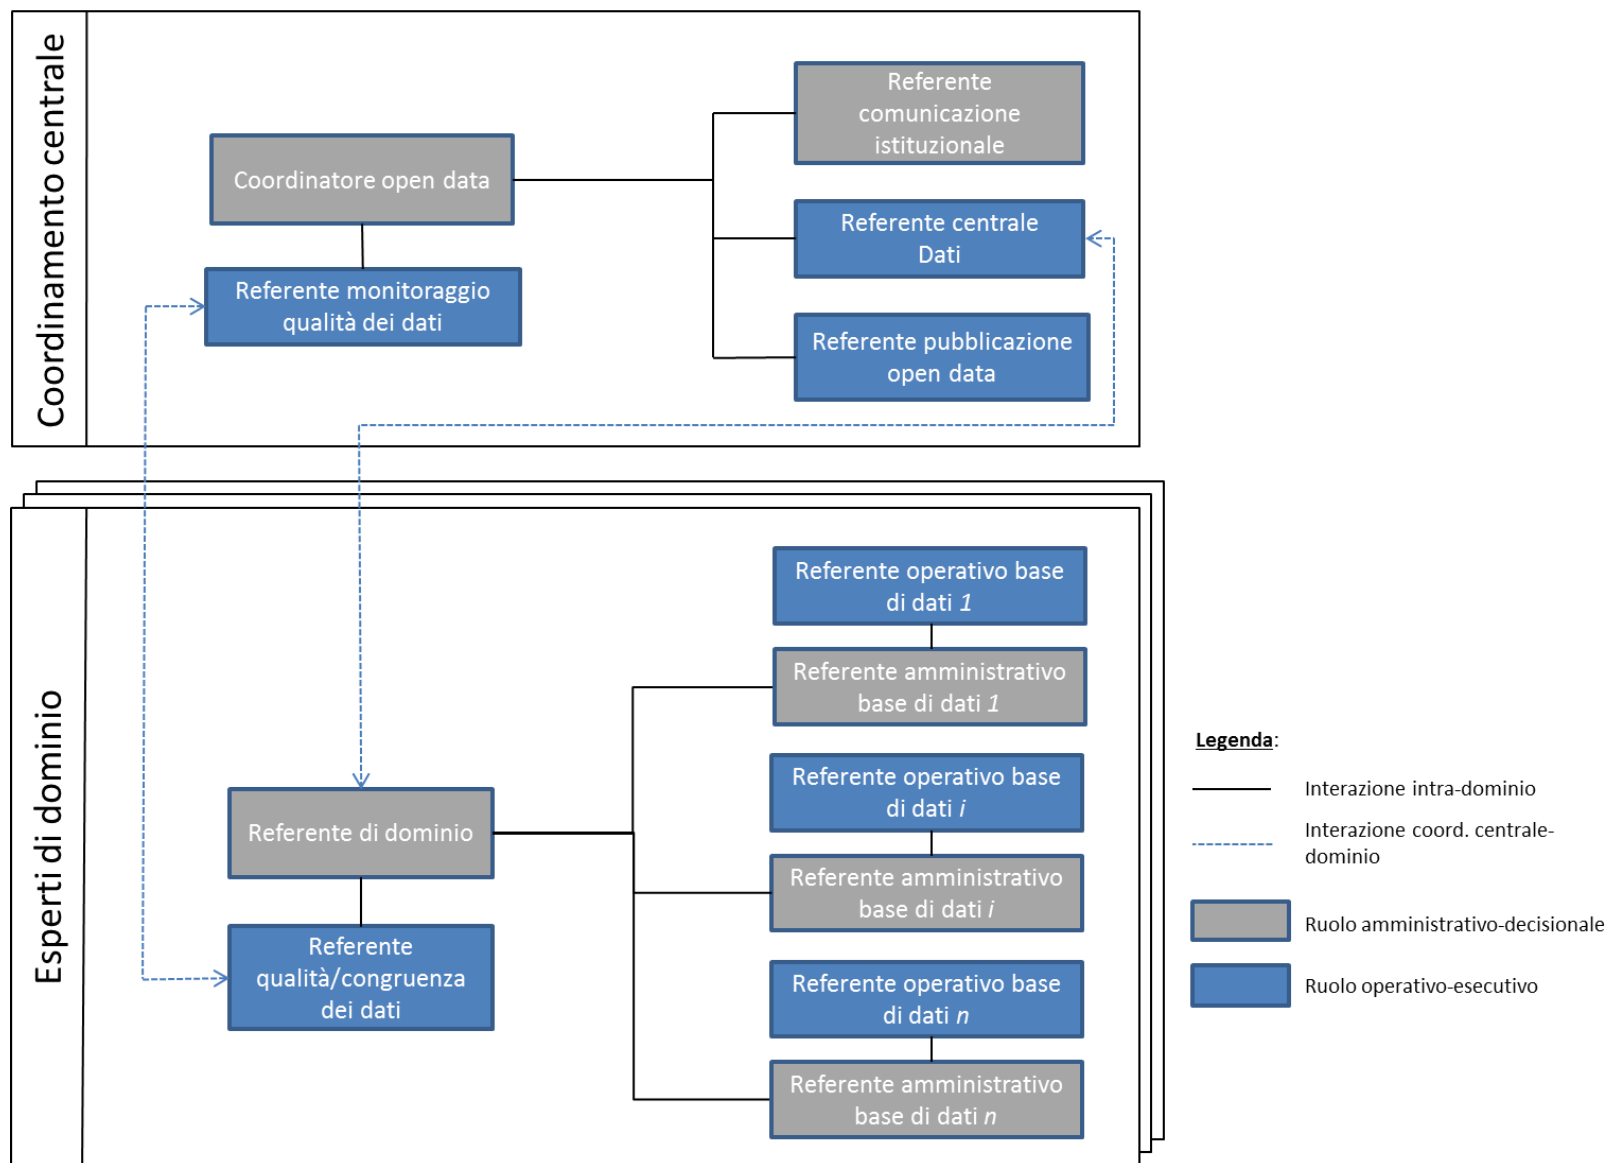 Coordinamento centrale
Referente
comunicazione
istituzionale
Coordinatore open data
Referente centrale
Dati
Referente monitoraggio
qualità dei dati
Referente pubblicazione
open data
Esperti di dominio
Referente operativo base
di dati 1
Referente amministrativo
base di dati 1
Referente operativo base
di dati i
Referente di dominio
Referente amministrativo
base di dati i
Referente
qualità/congruenza
dei dati
Referente operativo base
di dati n
Referente amministrativo
base di dati n
Legenda:
Interazione intra-dominio
Interazione coord. centrale-
dominio
Ruolo amministrativo-decisionale
Ruolo operativo-esecutivo